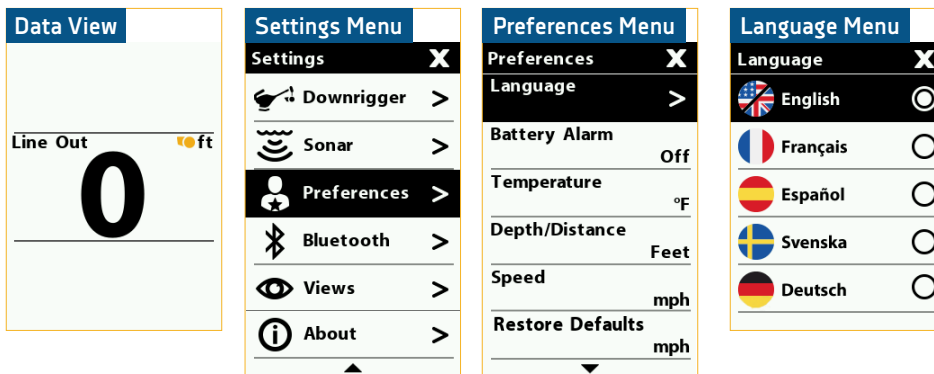 Data View
Line Out ft
0
Settings Menu
Settings X
Downrigger >
Sonar >
Preferences >
Bluetooth >
Views >
About >
Preferences Menu
Preferences X
Language >
Battery Alarm
Off
Temperature
°F
Depth/Distance
Feet
Speed
mph
Restore Defaults
mph
Language Menu
Language X
English
Français
Español
Svenska
Deutsch